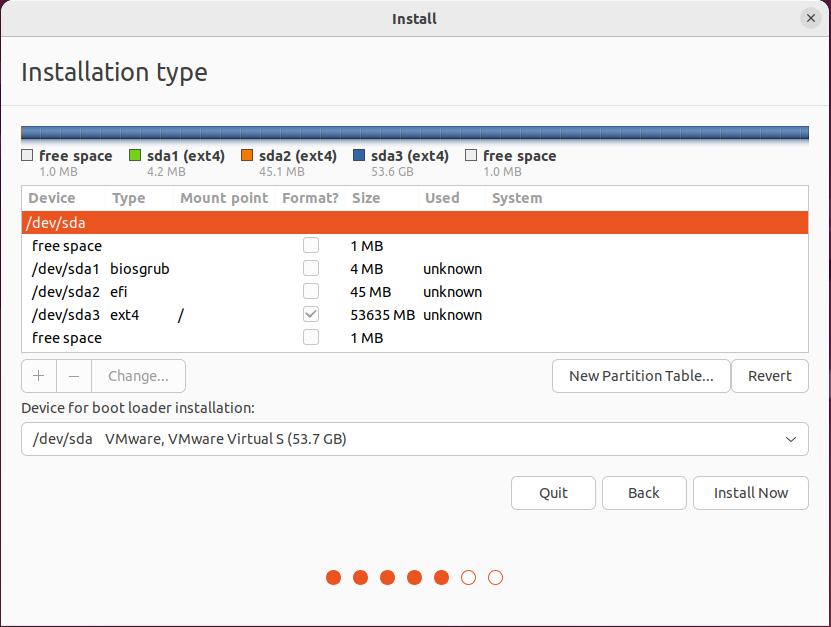 Install
Installation type
free space sda1 (ext4) sda2 (ext4) sda3 (ext4) free space
1.0 MB 4.2 MB 45.1 MB 53.6 GB 1.0 MB
Device Type Mount point Format? Size Used System
/dev/sda
free space 1 MB
/dev/sda1 biosgrub 4 MB unknown
/dev/sda2 efi 45 MB unknown
/dev/sda3 ext4 / 53635 MB unknown
free space 1 MB
+ − Change... New Partition Table... Revert
Device for boot loader installation:
/dev/sda VMware, VMware Virtual S (53.7 GB)
Quit Back Install Now